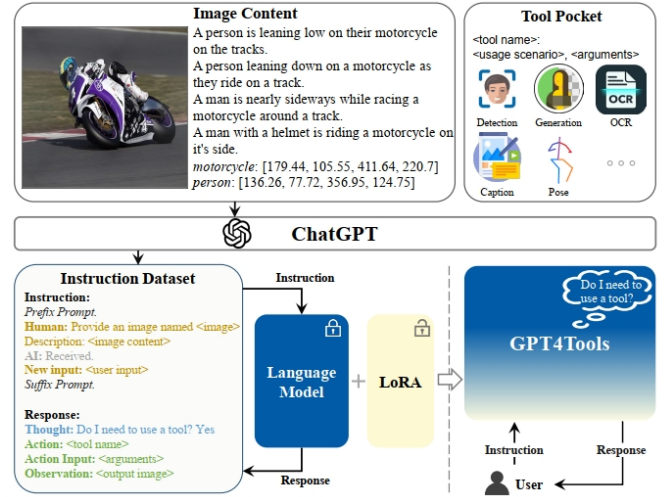 Image Content
A person is leaning low on their motorcycle
on the tracks.
A person leaning down on a motorcycle as
they ride on a track.
A man is nearly sideways while racing a
motorcycle around a track.
A man with a helmet is riding a motorcycle on
it's side.
motorcycle: [179.44, 105.55, 411.64, 220.7]
person: [136.26, 77.72, 356.95, 124.75]
Tool Pocket
<tool name>:
<usage scenario>, <arguments>
OCR
Detection
Generation
OCR
Caption
Pose
ChatGPT
Instruction Dataset
Instruction:
Prefix Prompt.
Human: Provide an image named <image>
Description: <image content>
AI: Received.
New input: <user input>
Suffix Prompt.
Response:
Thought: Do I need to use a tool? Yes
Action: <tool name>
Action Input: <arguments>
Observation: <output image>
Instruction
Language
Model
+
LoRA
Response
Do I need to
use a tool?
GPT4Tools
Instruction
Response
User